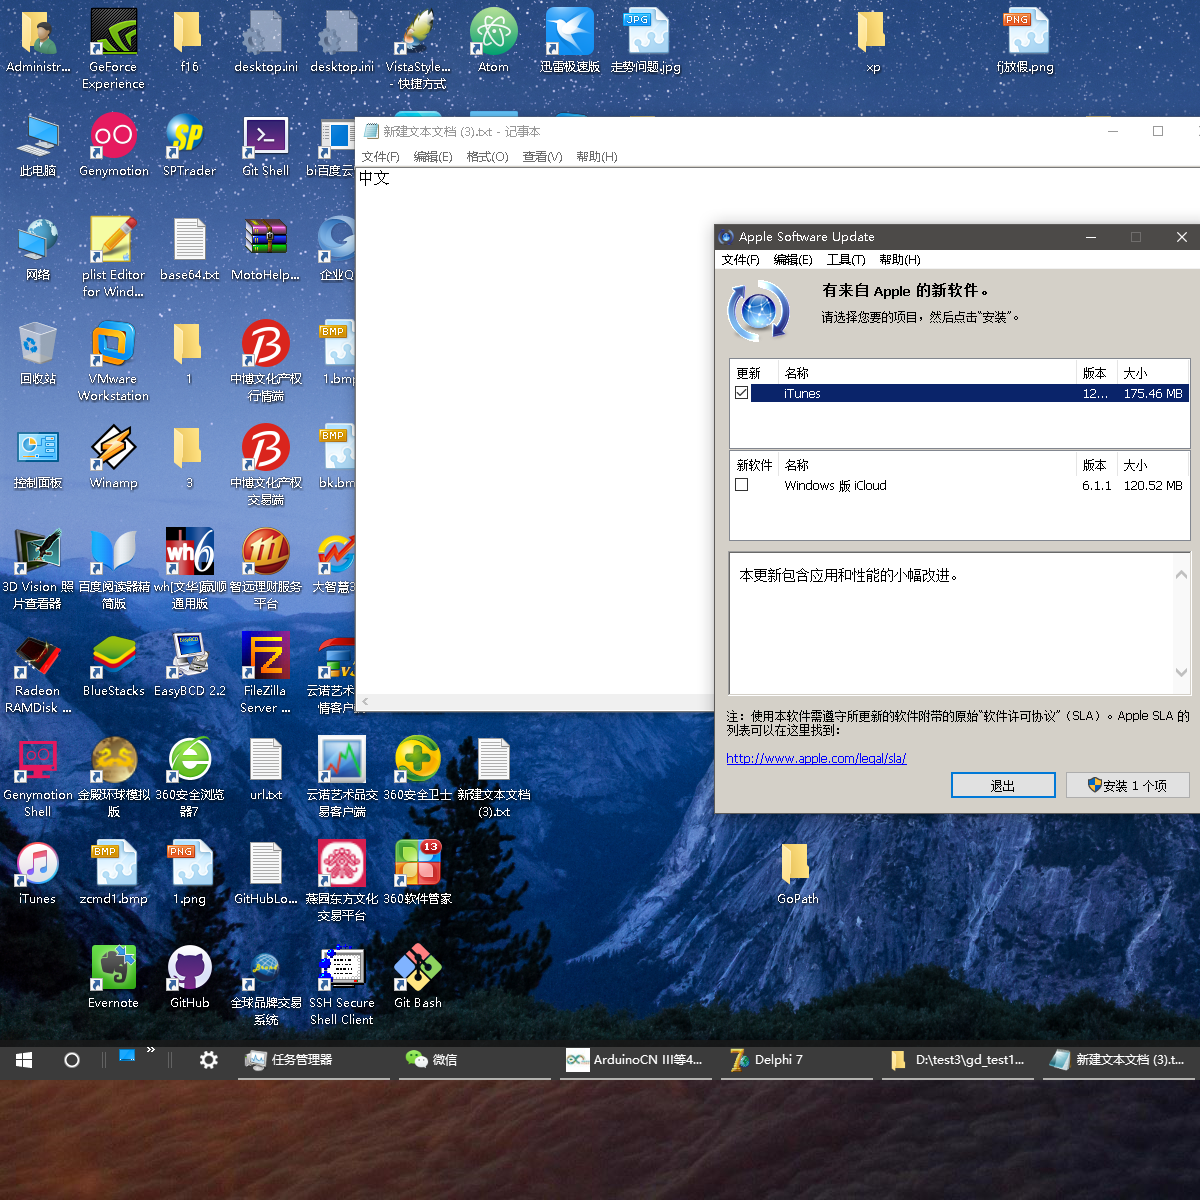 Administr...
GeForce
Experience
f16
desktop.ini
desktop.ini
VistaStyle...
- 快捷方式
Atom
迅雷极速版
JPG
走势问题.jpg
xp
PNG
fj放假.png
此电脑
Genymotion
SP
SPTrader
Git Shell
bi百度云
新建文本文档 (3).txt - 记事本
文件(F) 编辑(E) 格式(O) 查看(V) 帮助(H)
中文
网络
plist Editor
for Wind...
base64.txt
MotoHelp...
企业Q
Apple Software Update
文件(F) 编辑(E) 工具(T) 帮助(H)
有来自 Apple 的新软件。
请选择您要的项目，然后点击“安装”。
更新 名称 版本 大小
iTunes 12... 175.46 MB
新软件 名称 版本 大小
Windows 版 iCloud 6.1.1 120.52 MB
本更新包含应用和性能的小幅改进。
注：使用本软件需遵守所更新的软件附带的原始“软件许可协议”（SLA）。Apple SLA 的
列表可以在这里找到：
http://www.apple.com/legal/sla/
退出
安装 1 个项
回收站
VMware
Workstation
1
中博文化产权
行情端
BMP
1.bmp
控制面板
Winamp
3
中博文化产权
交易端
BMP
bk.bm
3D Vision 照
片查看器
百度阅读器精
简版
wh6
wh[文华]赢顺
通用版
智远理财服务
平台
大智慧3
Radeon
RAMDisk ...
BlueStacks
EasyBCD 2.2
FileZilla
Server ...
云诺艺术
情客户端
Genymotion
Shell
金殿环球模拟
版
360安全浏览
器7
url.txt
云诺艺术品交
易客户端
360安全卫士
新建文本文档
(3).txt
iTunes
BMP
zcmd1.bmp
PNG
1.png
GitHubLo...
燕园东方文化
交易平台
13
360软件管家
GoPath
Evernote
GitHub
Brand
全球品牌交易
系统
SSH Secure
Shell Client
Git Bash
任务管理器
微信
ArduinoCN III等4...
Delphi 7
D:\test3\gd_test1...
新建文本文档 (3).t...